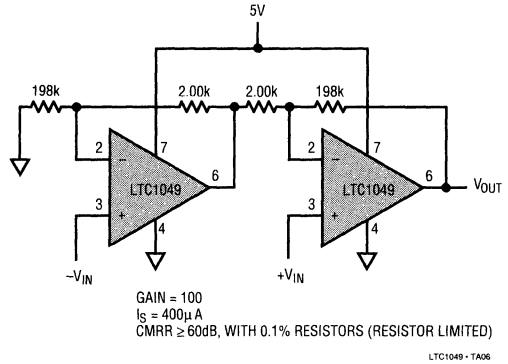 5V
198k
2.00k
2.00k
198k
2
−
7
6
LTC1049
3
+
4
2
−
7
6
VOUT
LTC1049
3
+
4
–VIN
+VIN
GAIN = 100
IS = 400µA
CMRR ≥ 60dB, WITH 0.1% RESISTORS (RESISTOR LIMITED)
LTC1049 • TA06